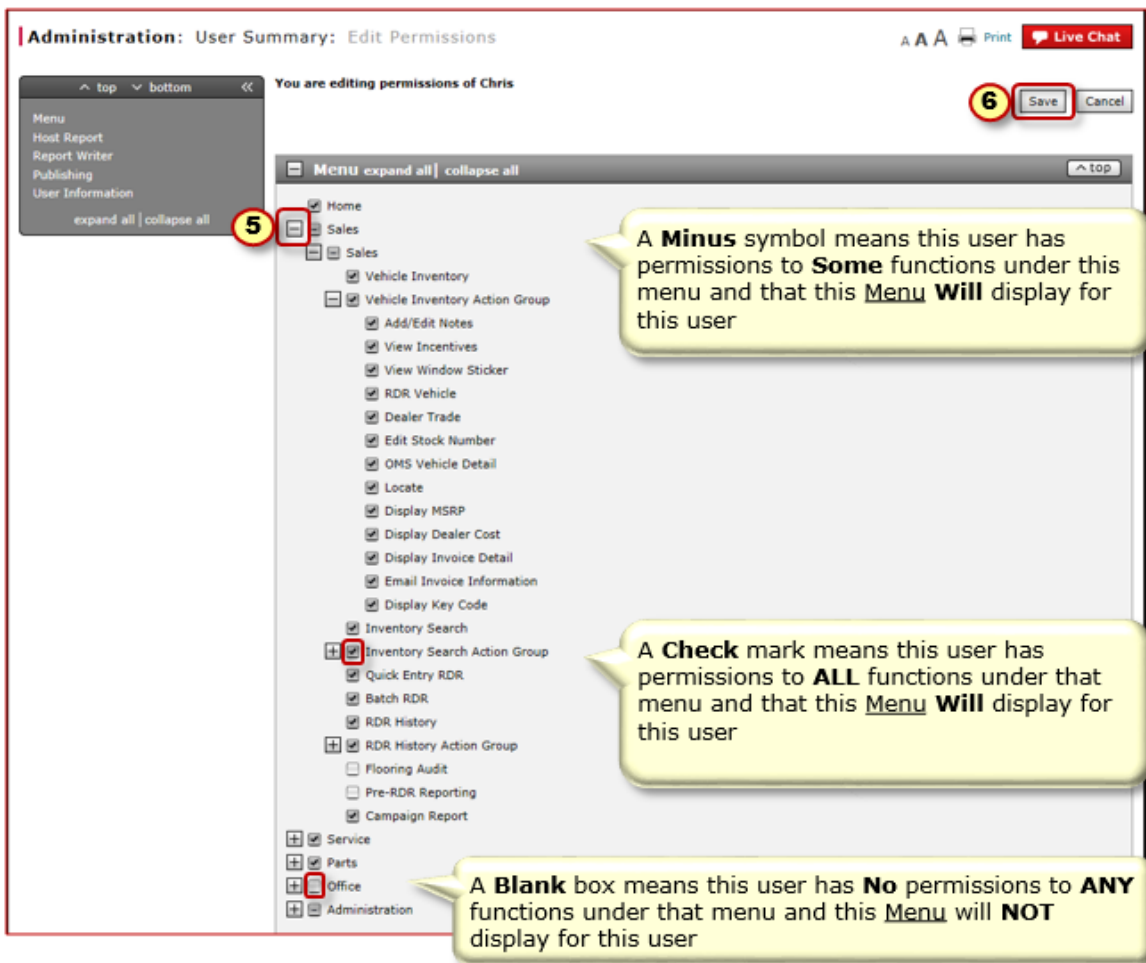 Administration: User Summary: Edit Permissions
A A A Print Live Chat
top bottom
Menu
Host Report
Report Writer
Publishing
User Information
expand all | collapse all
You are editing permissions of Chris
6
Save Cancel
Menu expand all| collapse all
top
Home
5
Sales
Sales
Vehicle Inventory
Vehicle Inventory Action Group
Add/Edit Notes
View Incentives
View Window Sticker
RDR Vehicle
Dealer Trade
Edit Stock Number
OMS Vehicle Detail
Locate
Display MSRP
Display Dealer Cost
Display Invoice Detail
Email Invoice Information
Display Key Code
Inventory Search
Inventory Search Action Group
Quick Entry RDR
Batch RDR
RDR History
RDR History Action Group
Flooring Audit
Pre-RDR Reporting
Campaign Report
Service
Parts
Office
Administration
A Minus symbol means this user has
permissions to Some functions under this
menu and that this Menu Will display for
this user
A Check mark means this user has
permissions to ALL functions under that
menu and that this Menu Will display for
this user
A Blank box means this user has No permissions to ANY
functions under that menu and this Menu will NOT
display for this user